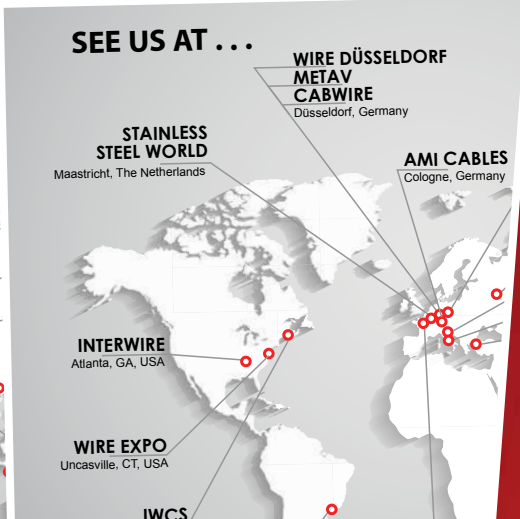 SEE US AT . . .
WIRE DÜSSELDORF
METAV
CABWIRE
Düsseldorf, Germany
STAINLESS
STEEL WORLD
Maastricht, The Netherlands
AMI CABLES
Cologne, Germany
INTERWIRE
Atlanta, GA, USA
WIRE EXPO
Uncasville, CT, USA
IWCS